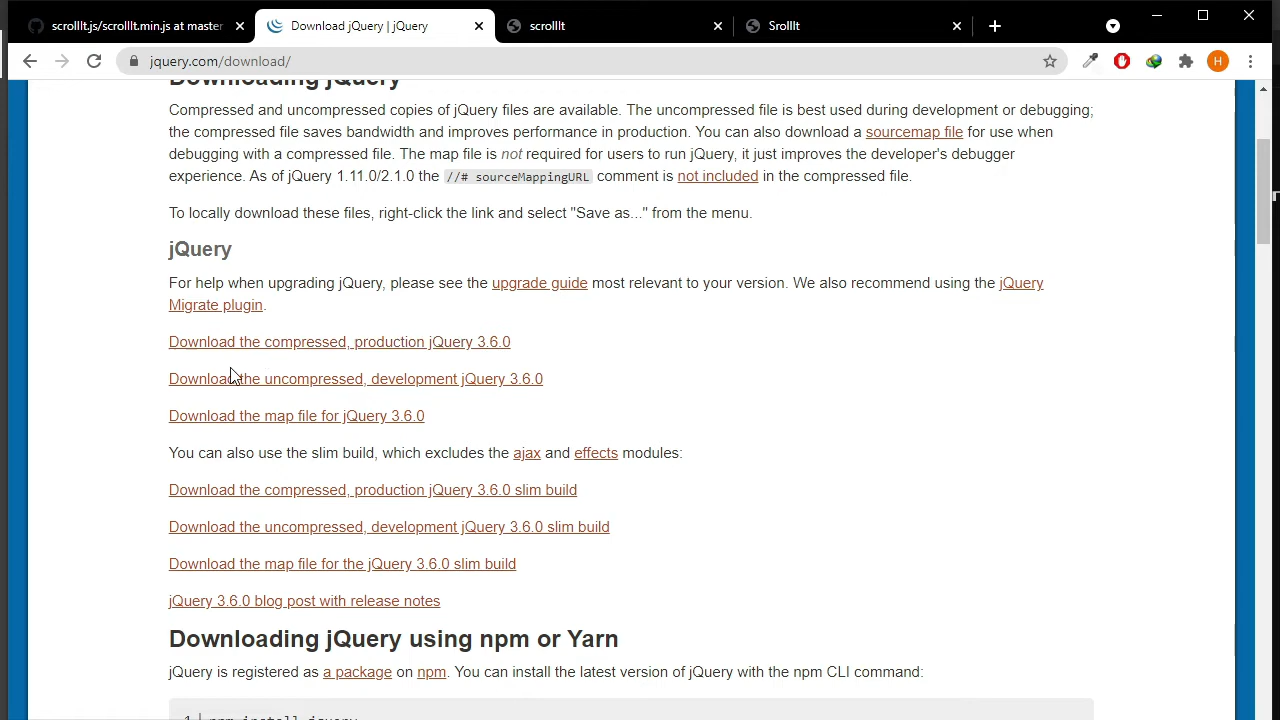 scrolllt.js/scrolllt.min.js at master
Download jQuery | jQuery
scrolllt
Srolllt
jquery.com/download/
H
Downloading jQuery
Compressed and uncompressed copies of jQuery files are available. The uncompressed file is best used during development or debugging;
the compressed file saves bandwidth and improves performance in production. You can also download a sourcemap file for use when
debugging with a compressed file. The map file is not required for users to run jQuery, it just improves the developer's debugger
experience. As of jQuery 1.11.0/2.1.0 the //# sourceMappingURL comment is not included in the compressed file.
To locally download these files, right-click the link and select "Save as..." from the menu.
jQuery
For help when upgrading jQuery, please see the upgrade guide most relevant to your version. We also recommend using the jQuery
Migrate plugin.
Download the compressed, production jQuery 3.6.0
Download the uncompressed, development jQuery 3.6.0
Download the map file for jQuery 3.6.0
You can also use the slim build, which excludes the ajax and effects modules:
Download the compressed, production jQuery 3.6.0 slim build
Download the uncompressed, development jQuery 3.6.0 slim build
Download the map file for the jQuery 3.6.0 slim build
jQuery 3.6.0 blog post with release notes
Downloading jQuery using npm or Yarn
jQuery is registered as a package on npm. You can install the latest version of jQuery with the npm CLI command:
1 npm install jquery